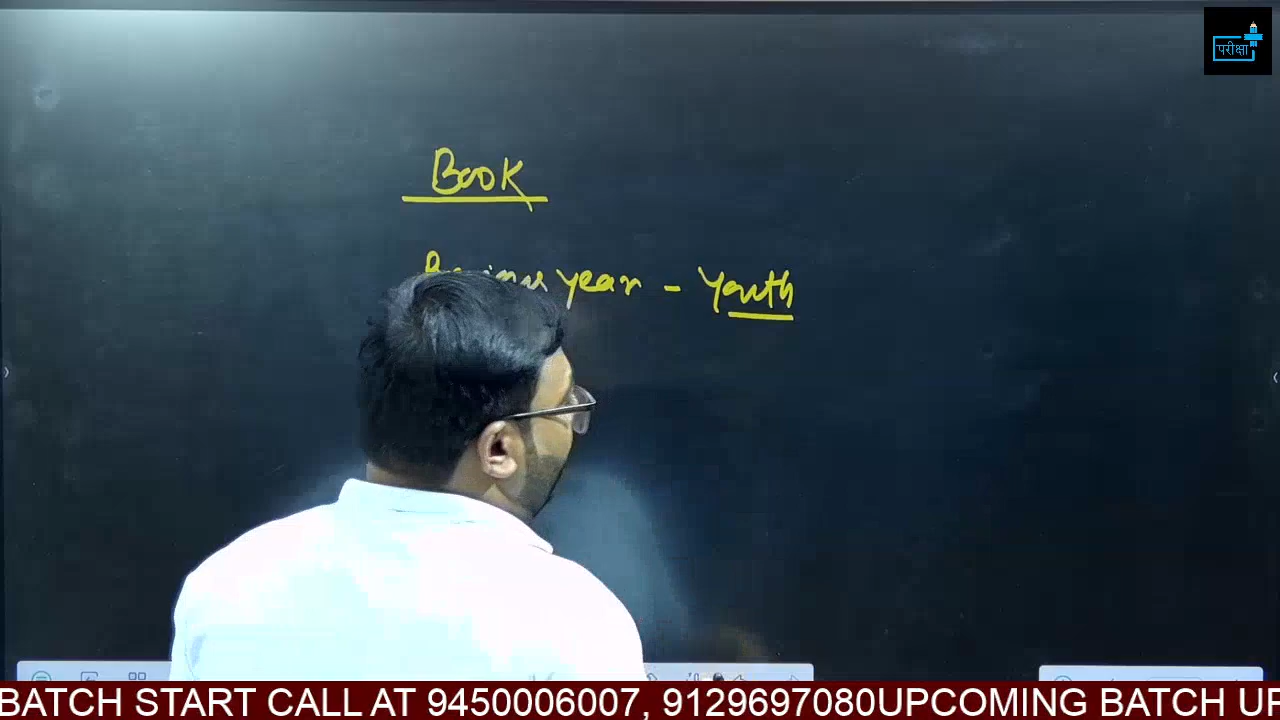 परीक्षा
Book
year - Youth
BATCH START CALL AT 9450006007, 9129697080UPCOMING BATCH UP